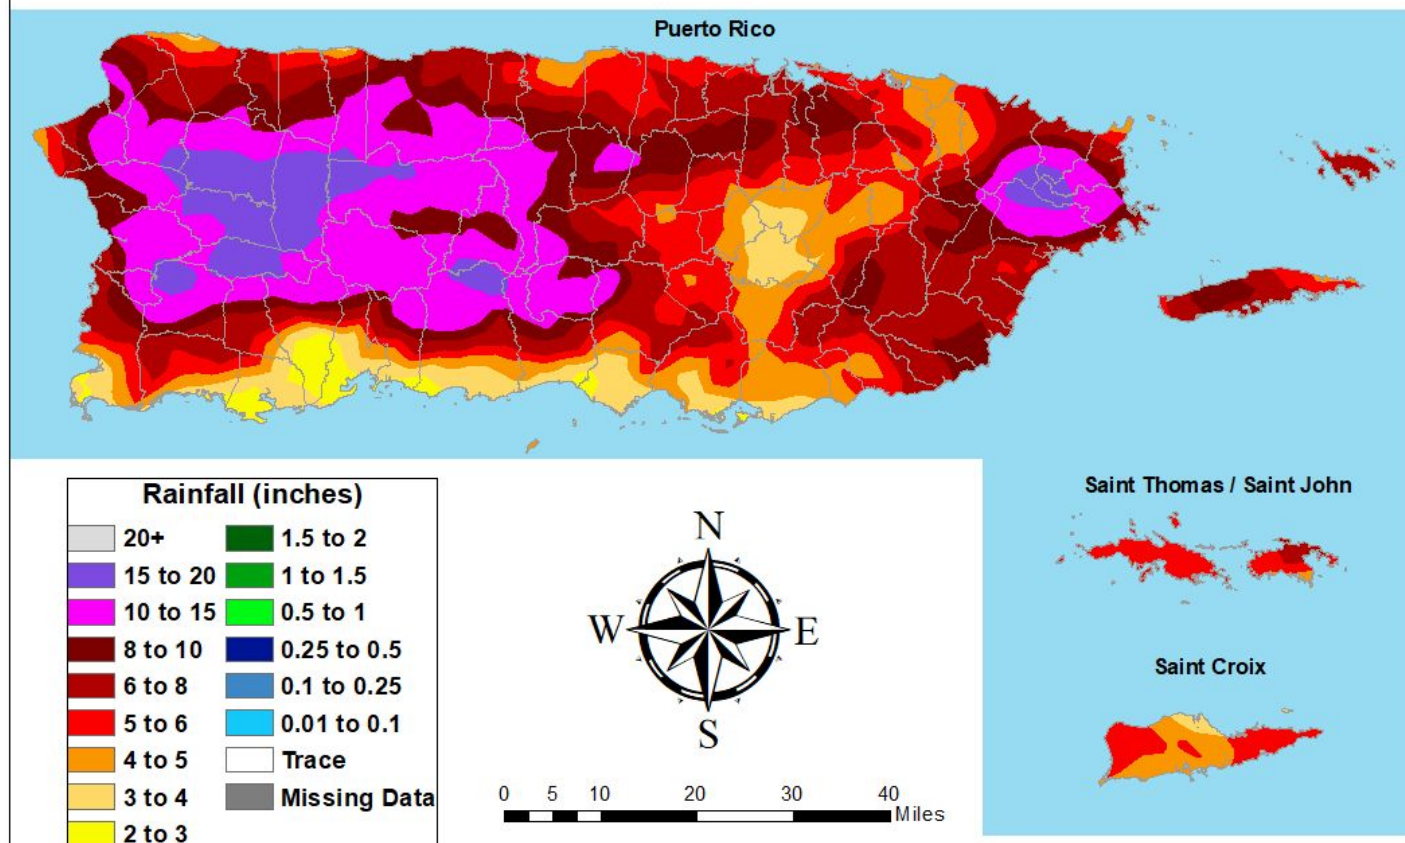 Puerto Rico
Rainfall (inches)
20+
15 to 20
10 to 15
8 to 10
6 to 8
5 to 6
4 to 5
3 to 4
2 to 3
1.5 to 2
1 to 1.5
0.5 to 1
0.25 to 0.5
0.1 to 0.25
0.01 to 0.1
Trace
Missing Data
N
W E
S
0 5 10 20 30 40
Miles
Saint Thomas / Saint John
Saint Croix